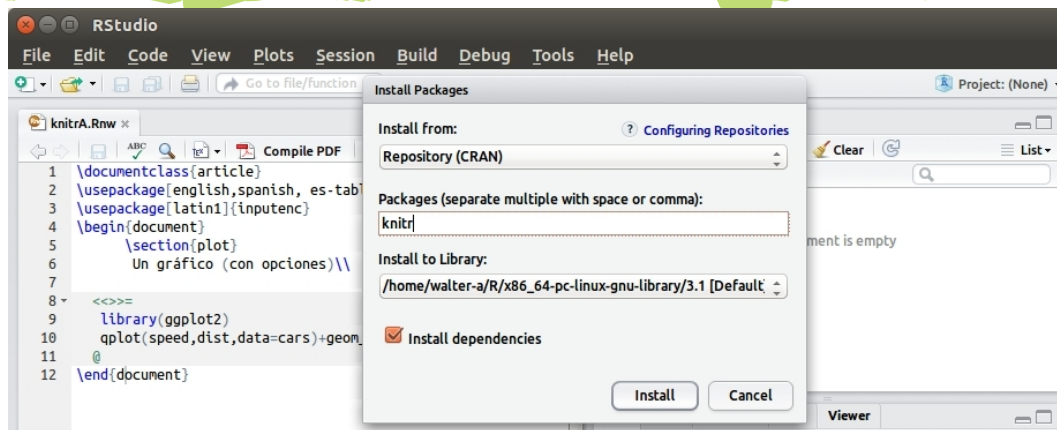 RStudio
File Edit Code View Plots Session Build Debug Tools Help
Go to file/function
Project: (None)
Install Packages
Install from:
? Configuring Repositories
Repository (CRAN)
Packages (separate multiple with space or comma):
knitr
Install to Library:
/home/walter-a/R/x86_64-pc-linux-gnu-library/3.1 [Default
Install dependencies
Install Cancel
knitrA.Rnw
ABC Compile PDF
1 \documentclass{article}
2 \usepackage[english,spanish, es-tabl
3 \usepackage[latin1]{inputenc}
4 \begin{document}
5 \section{plot}
6 Un gráfico (con opciones)\\
7
8 <<>>=
9 library(ggplot2)
10 qplot(speed,dist,data=cars)+geom_
11 @
12 \end{document}
Clear List
ment is empty
Viewer